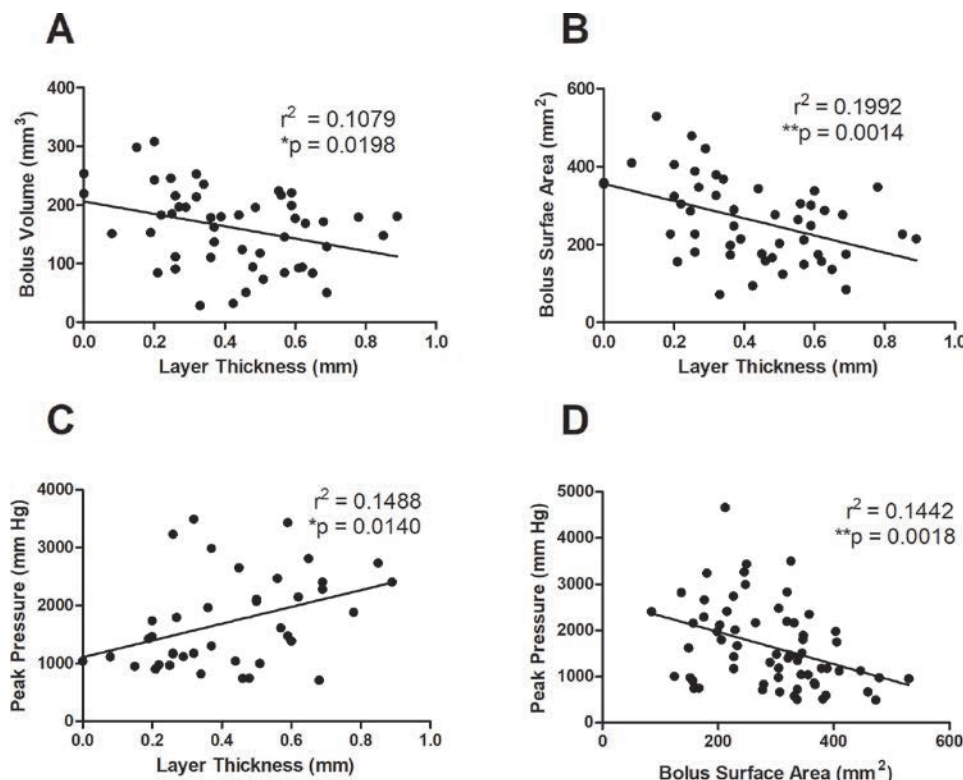 A
400
300
200
100
0
Bolus Volume (mm³)
r² = 0.1079
*p = 0.0198
0.0 0.2 0.4 0.6 0.8 1.0
Layer Thickness (mm)
B
600
400
200
0
Bolus Surfae Area (mm²)
r² = 0.1992
**p = 0.0014
0.0 0.2 0.4 0.6 0.8 1.0
Layer Thickness (mm)
C
4000
3000
2000
1000
0
Peak Pressure (mm Hg)
r² = 0.1488
*p = 0.0140
0.0 0.2 0.4 0.6 0.8 1.0
Layer Thickness (mm)
D
5000
4000
3000
2000
1000
0
Peak Pressure (mm Hg)
r² = 0.1442
**p = 0.0018
0 200 400 600
Bolus Surface Area (mm²)